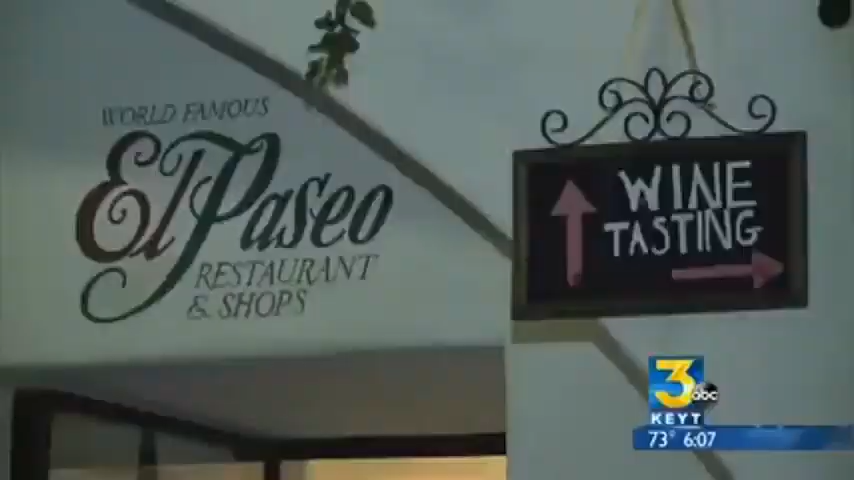 WORLD FAMOUS
El Paseo
RESTAURANT
& SHOPS
WINE
TASTING
3
abc
KEYT
73° 6:07